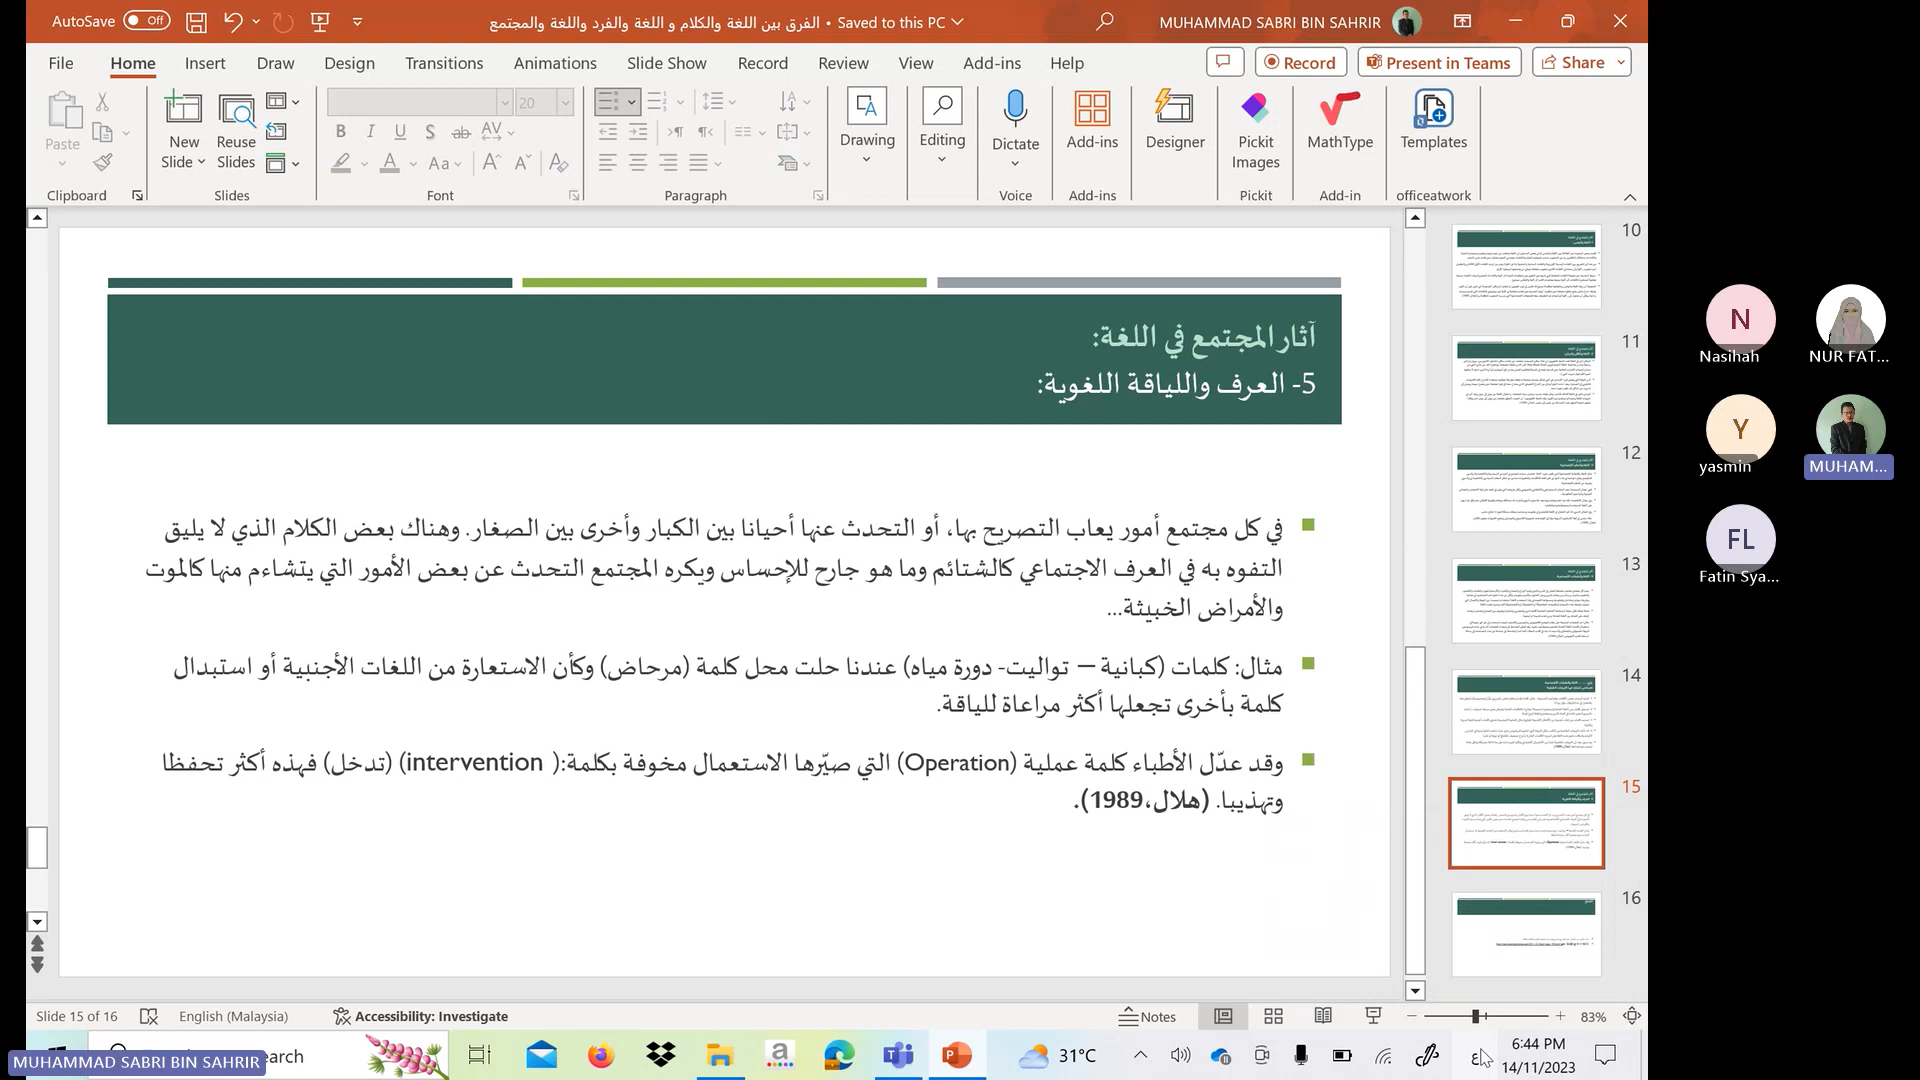 AutoSave Off الفرق بين اللغة والكلام و اللغة والفرد واللغة والمجتمع • Saved to this PC MUHAMMAD SABRI BIN SAHRIR
File Home Insert Draw Design Transitions Animations Slide Show Record Review View Add-ins Help Record Present in Teams Share
Paste New Slide Reuse Slides 20 Drawing Editing Dictate Add-ins Designer Pickit Images MathType Templates
Clipboard Slides Font Paragraph Voice Add-ins Pickit Add-in officeatwork
آثار المجتمع في اللغة:
5- العرف واللياقة اللغوية:
في كل مجتمع أمور يعاب التصريح بها، أو التحدث عنها أحيانا بين الكبار وأخرى بين الصغار. وهناك بعض الكلام الذي لا يليق
التفوه به في العرف الاجتماعي كالشتائم وما هو جارح للإحساس ويكره المجتمع التحدث عن بعض الأمور التي يتشاءم منها كالموت
والأمراض الخبيثة...
مثال: كلمات (كبانية – تواليت- دورة مياه) عندنا حلت محل كلمة (مرحاض) وكأن الاستعارة من اللغات الأجنبية أو استبدال
كلمة بأخرى تجعلها أكثر مراعاة للياقة.
وقد عدّل الأطباء كلمة عملية (Operation) التي صيّرها الاستعمال مخوفة بكلمة:( intervention) (تدخل) فهذه أكثر تحفظا
وتهذيبا. (هلال،1989).
10
11
12
13
14
15
16
N
Nasihah
NUR FAT...
Y
yasmin
MUHAM...
FL
Fatin Sya...
Slide 15 of 16 English (Malaysia) Accessibility: Investigate Notes 83%
MUHAMMAD SABRI BIN SAHRIR
31°C
6:44 PM
14/11/2023